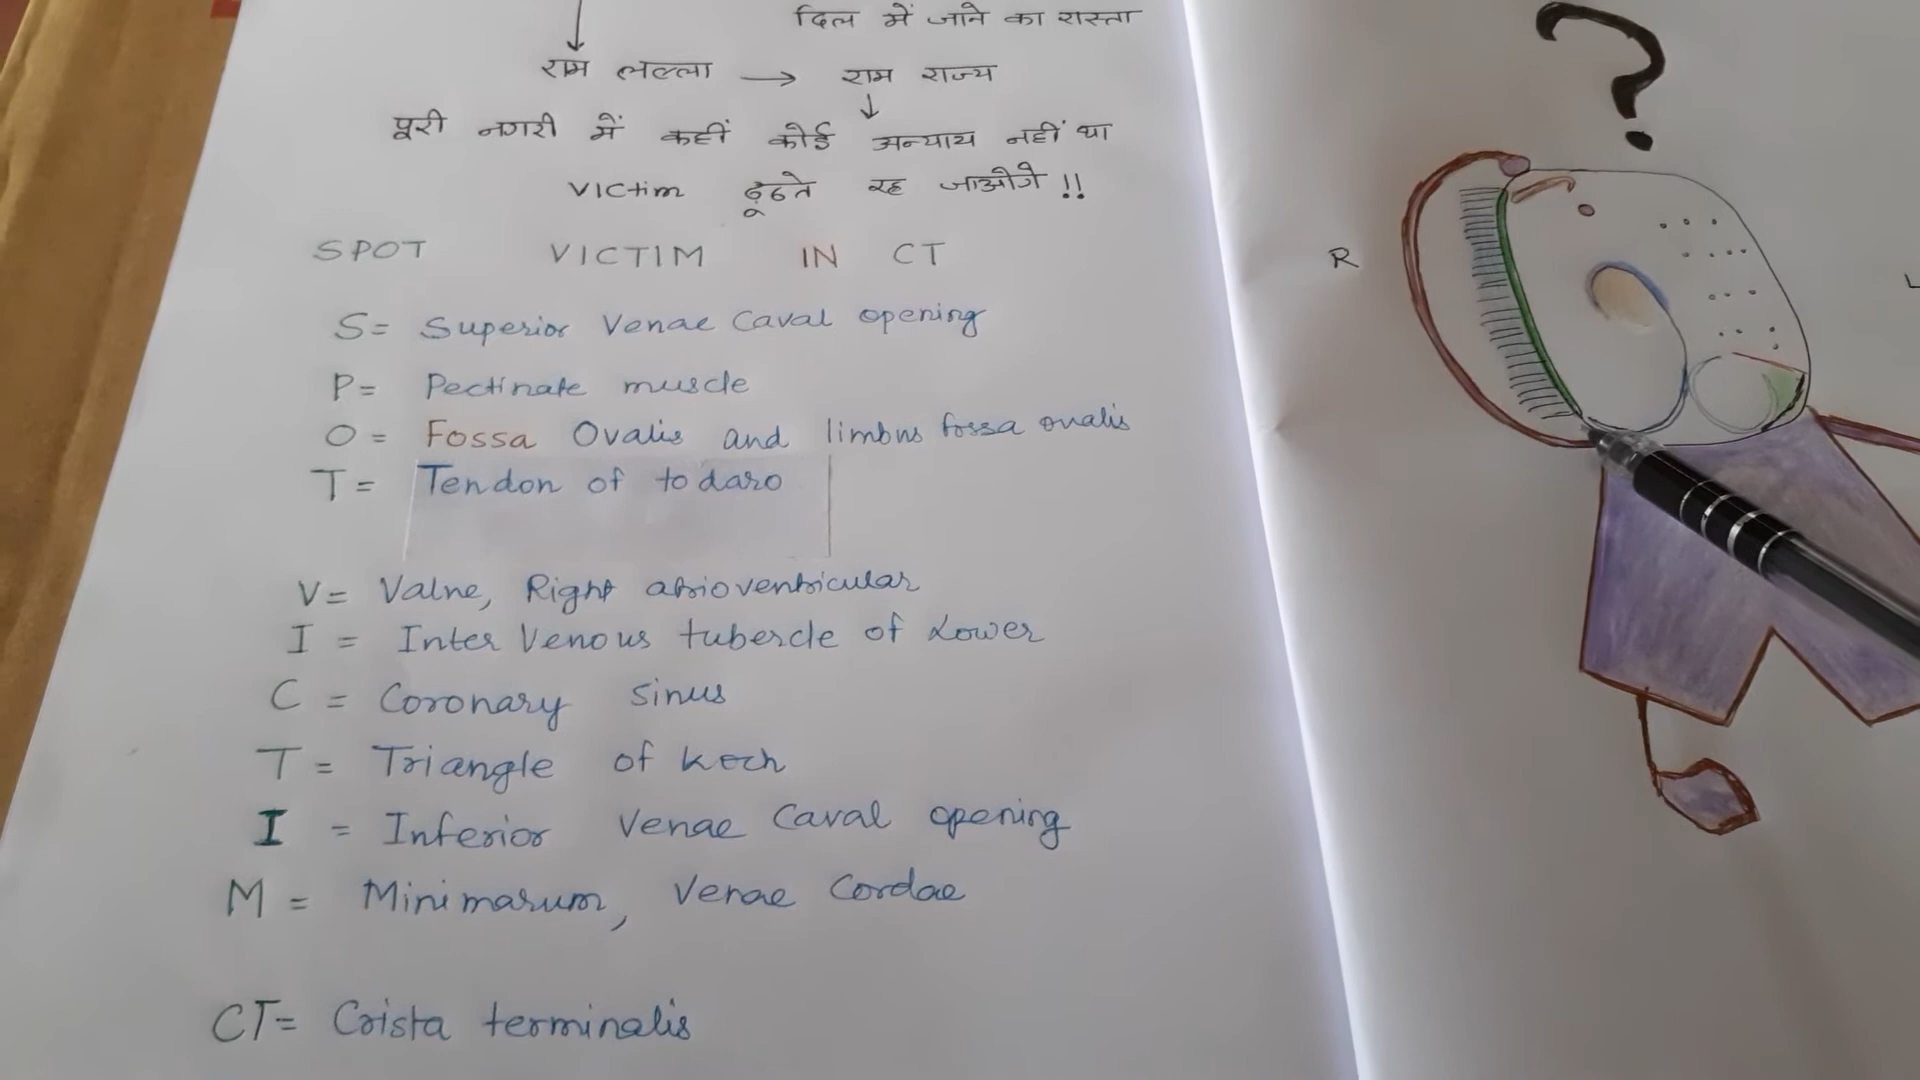 दिल में जाने का रास्ता
राम लल्ला → राम राज्य
पूरी नगरी में कहीं कोई अन्याय नहीं था
Victim ढूढते रह जाओगे !!
SPOT VICTIM IN CT
S= Superior Venae Caval opening
P= Pectinate muscle
O = Fossa Ovalis and limbus fossa ovalis
T = Tendon of todaro
V= Valve, Right atrioventricular
I = Inter Venous tubercle of Lower
C = Coronary sinus
T = Triangle of Koch
I = Inferior Venae Caval opening
M = Minimarum, Venae Cordae
CT= Crista terminalis
?
R
L